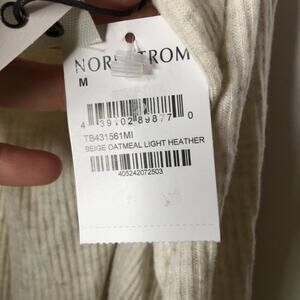 NORDSTROM
M
4 39102 89877 0
TB431561MI
BEIGE OATMEAL LIGHT HEATHER
405242072503